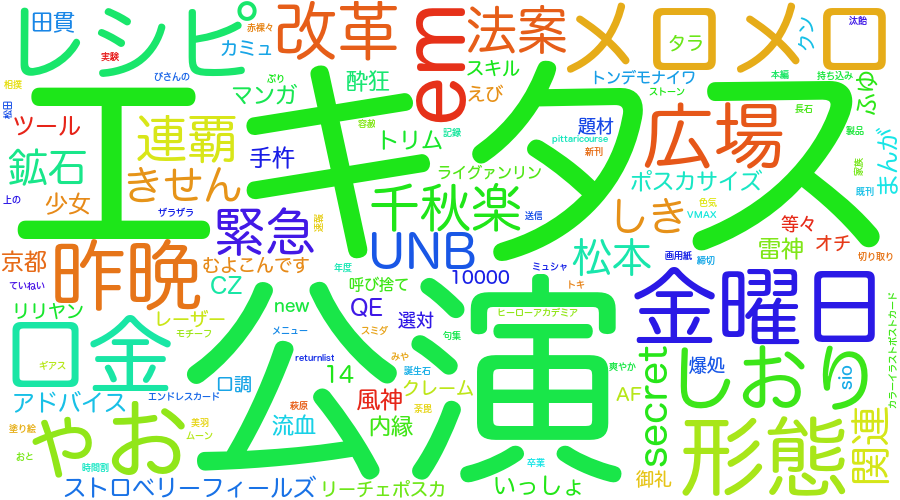 レシピ
田貫
カミュ
赤裸々
改革
em
法案
メロメロ
タラ
クン
汰飴
実験
ぴさんの
ぷり
マンガ
酔狂
スキル
えび
トンデモナイワ
ストーン
本編
持ち込み
ふゆ
相撲
ツール
連覇
エキタス
容赦
トリム
記録
題材
pittaricourse
新刊
広場
長石
製品
まんが
鉱石
手杵
きせん
ライグァンリン
ポスカサイズ
家族
既刊
上の
少女
ザラザラ
緊急
千秋楽
送信
しき
色気
VMAX
等々
オチ
京都
昨晩
むよこんです
UNB
10000
ミュシャ
松本
画用紙
締切
雷神
切り取り
ていねい
CZ
年度
呼び捨て
トキ
リリヤン
レーザー
モチーフ
new
メニュー
QE
スミダ
選対
句集
ヒーローアカデミア
金曜日
口金
ギアス
returnlist
みや
誕生石
公演
爽やか
secret
しおり
爆処
sio
カラーイラストポストカード
アドバイス
エンドレスカード
口調
14
クレーム
AF
萩原
風神
茶毘
塗り絵
やお
美羽
ムーン
流血
内縁
形態
関連
おと
時間割
卒業
御礼
ストロベリーフィールズ
リーチェポスカ
いっしょ